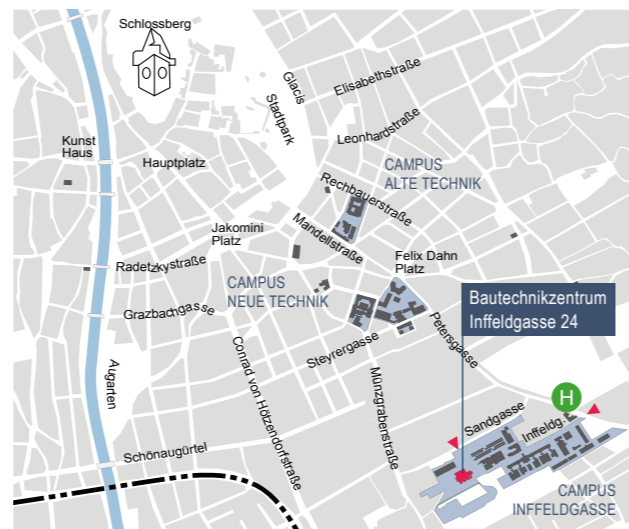 Schlossberg
Glacis
Elisabethstraße
Stadtpark
Leonhardstraße
Kunst
Haus
Hauptplatz
CAMPUS
ALTE TECHNIK
Rechbauerstraße
Jakomini
Platz
Mandellstraße
Felix Dahn
Platz
Radetzkystraße
CAMPUS
NEUE TECHNIK
Grazbachgasse
Bautechnikzentrum
Inffeldgasse 24
Petersgasse
Steyrergasse
Augarten
Conrad von Hötzendorfstraße
Münzgrabenstraße
H
Sandgasse
Inffeldg.
Schönaugürtel
CAMPUS
INFFELDGASSE